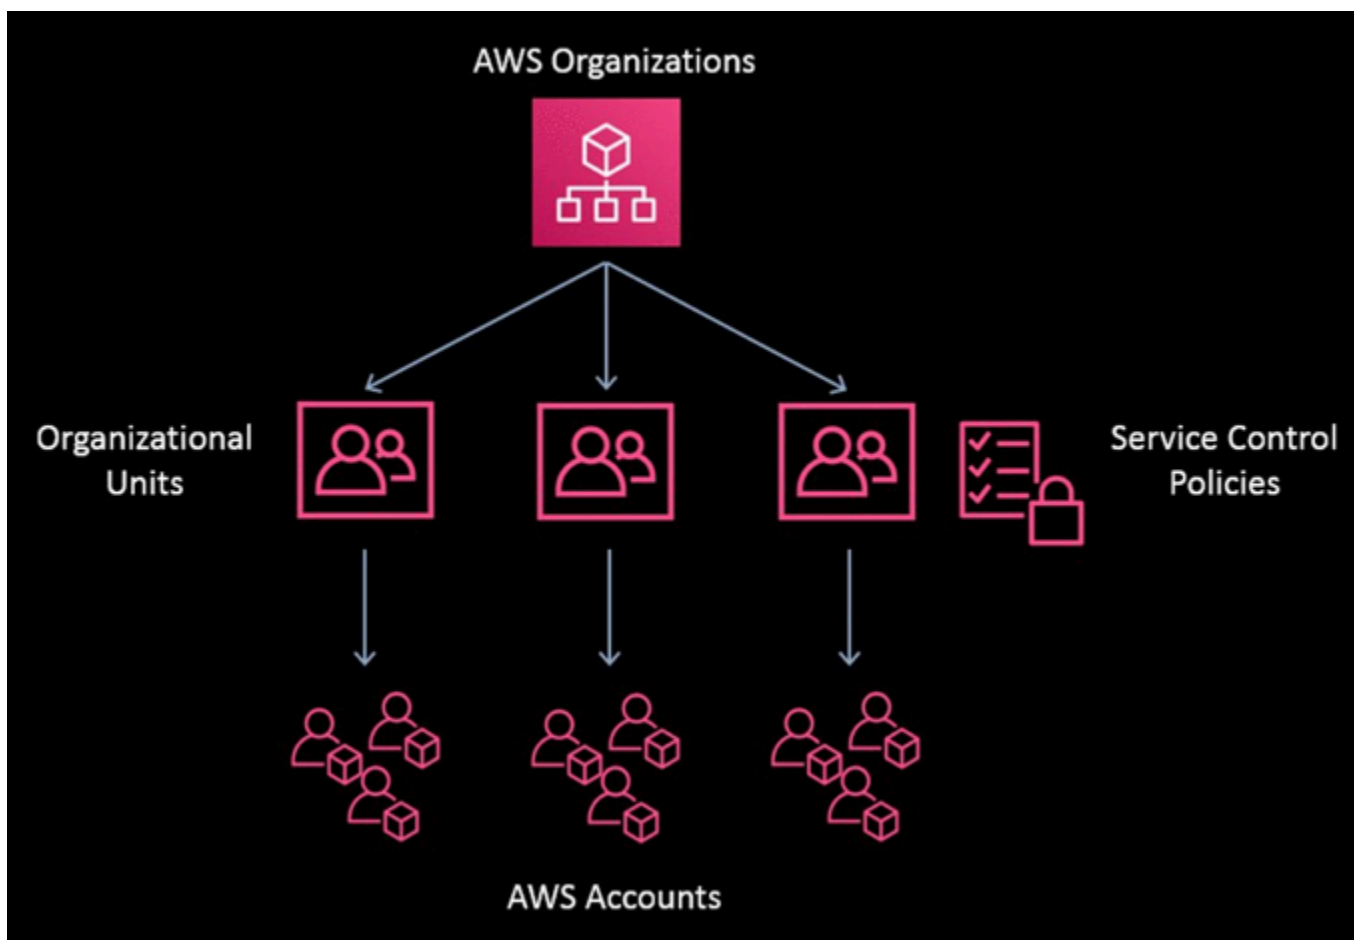 AWS Organizations
Organizational
Units
Service Control
Policies
AWS Accounts